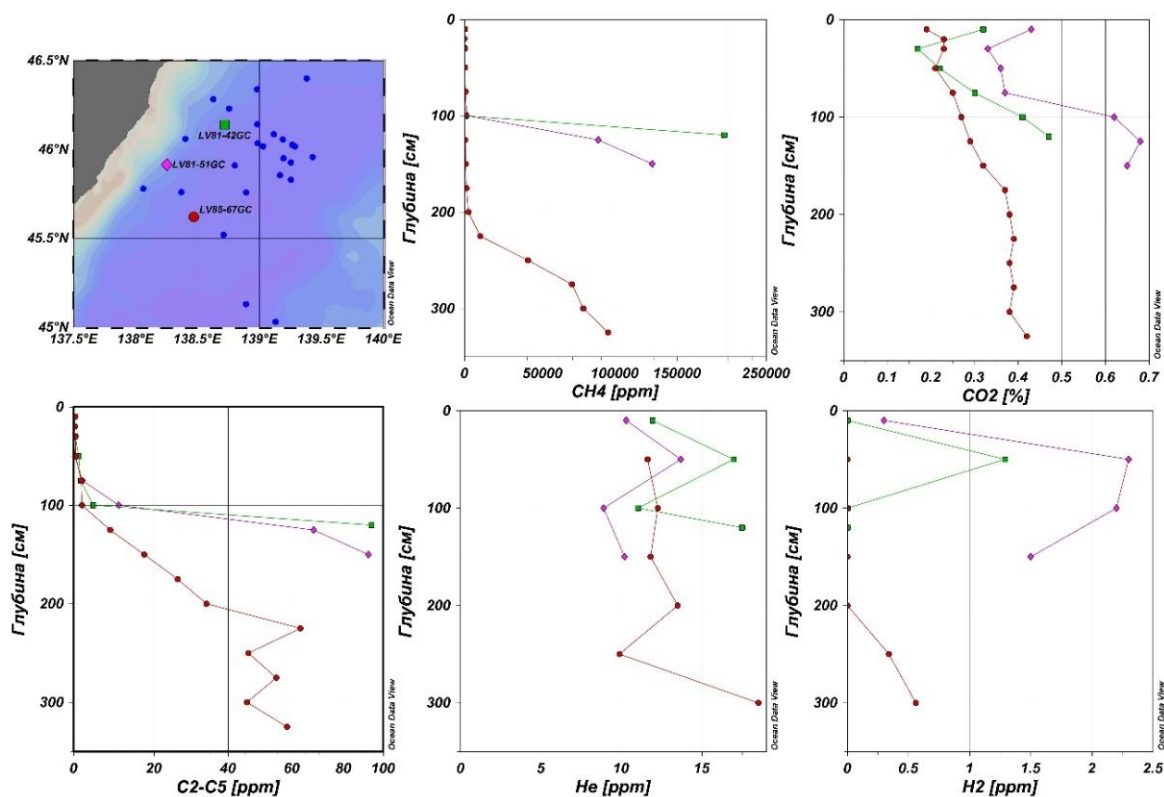 46.5°N
46°N
45.5°N
45°N
137.5°E
138°E
138.5°E
139°E
139.5°E
140°E
LV81-42GC
LV81-51GC
LV85-67GC
Ocean Data View
0
100
200
300
Глубина [см]
50000
100000
150000
250000
CH4 [ppm]
Ocean Data View
0
100
200
300
Глубина [см]
0
0.1
0.2
0.3
0.4
0.5
0.6
0.7
CO2 [%]
Ocean Data View
0
100
200
300
Глубина [см]
0
20
40
60
80
100
C2-C5 [ppm]
Ocean Data View
0
100
200
300
Глубина [см]
0
5
10
15
He [ppm]
Ocean Data View
0
100
200
300
Глубина [см]
0
0.5
1
1.5
2
2.5
H2 [ppm]
Ocean Data View